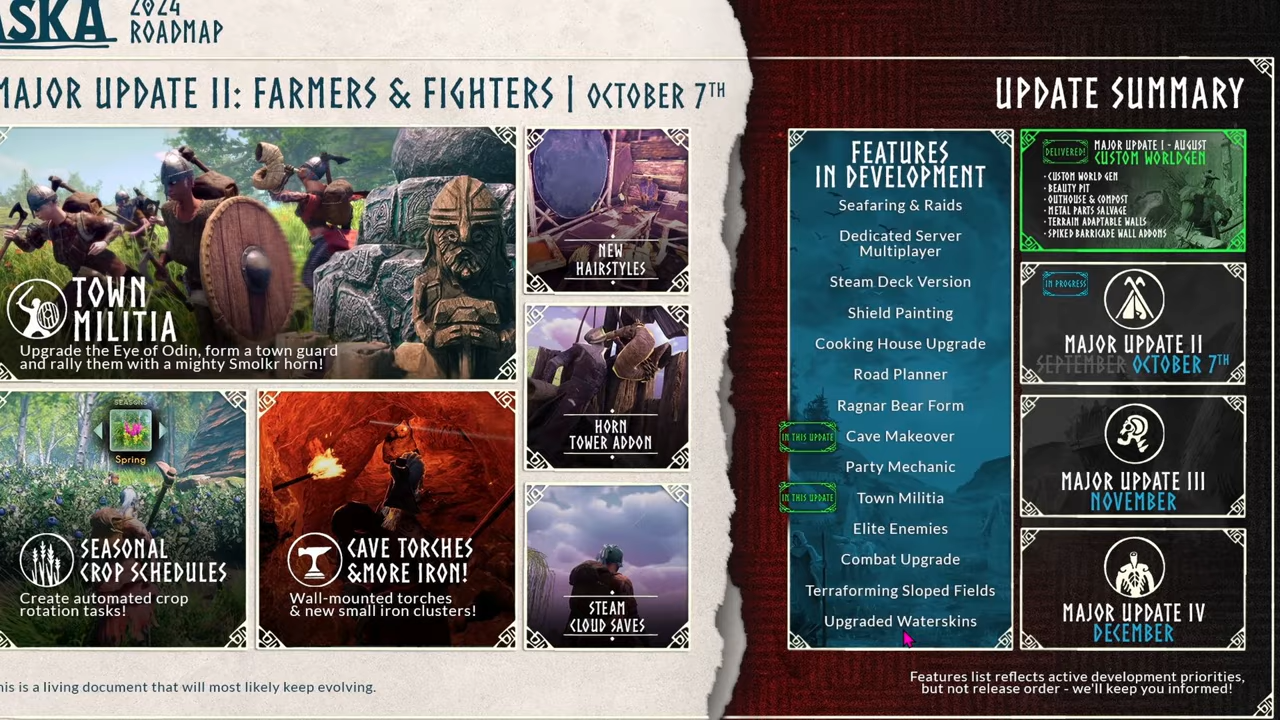 2024
ROADMAP
MAJOR UPDATE II: FARMERS & FIGHTERS | OCTOBER 7TH
TOWN
MILITIA
Upgrade the Eye of Odin, form a town guard
and rally them with a mighty Smolkr horn!
NEW
HAIRSTYLES
HORN
TOWER ADDON
SEASONS
Spring
SEASONAL
CROP SCHEDULES
Create automated crop
rotation tasks!
CAVE TORCHES
& MORE IRON!
Wall-mounted torches
& new small iron clusters!
STEAM
CLOUD SAVES
his is a living document that will most likely keep evolving.
UPDATE SUMMARY
FEATURES
IN DEVELOPMENT
Seafaring & Raids
Dedicated Server
Multiplayer
Steam Deck Version
Shield Painting
Cooking House Upgrade
Road Planner
Ragnar Bear Form
IN THIS UPDATE
Cave Makeover
Party Mechanic
IN THIS UPDATE
Town Militia
Elite Enemies
Combat Upgrade
Terraforming Sloped Fields
Upgraded Waterskins
DELIVERED!
MAJOR UPDATE I - AUGUST
CUSTOM WORLDGEN
· CUSTOM WORLD GEN
· BEAUTY PIT
· OUTHOUSE & COMPOST
· METAL PARTS SALVAGE
· TERRAIN ADAPTABLE WALLS
· SPIKED BARRICADE WALL ADDONS
IN PROGRESS
MAJOR UPDATE II
SEPTEMBER OCTOBER 7TH
MAJOR UPDATE III
NOVEMBER
MAJOR UPDATE IV
DECEMBER
Features list reflects active development priorities,
but not release order - we'll keep you informed!